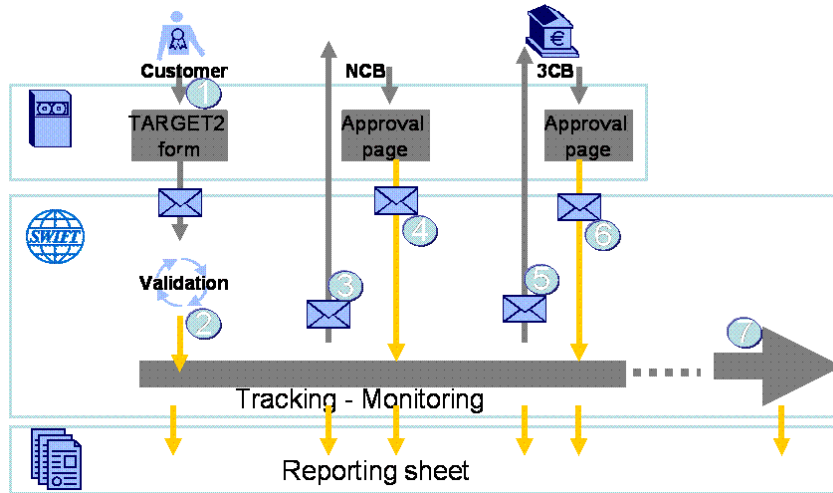 Customer
NCB
3CB
1
TARGET2
form
Approval
page
Approval
page
4
6
SWIFT
Validation
2
3
5
7
Tracking - Monitoring
Reporting sheet